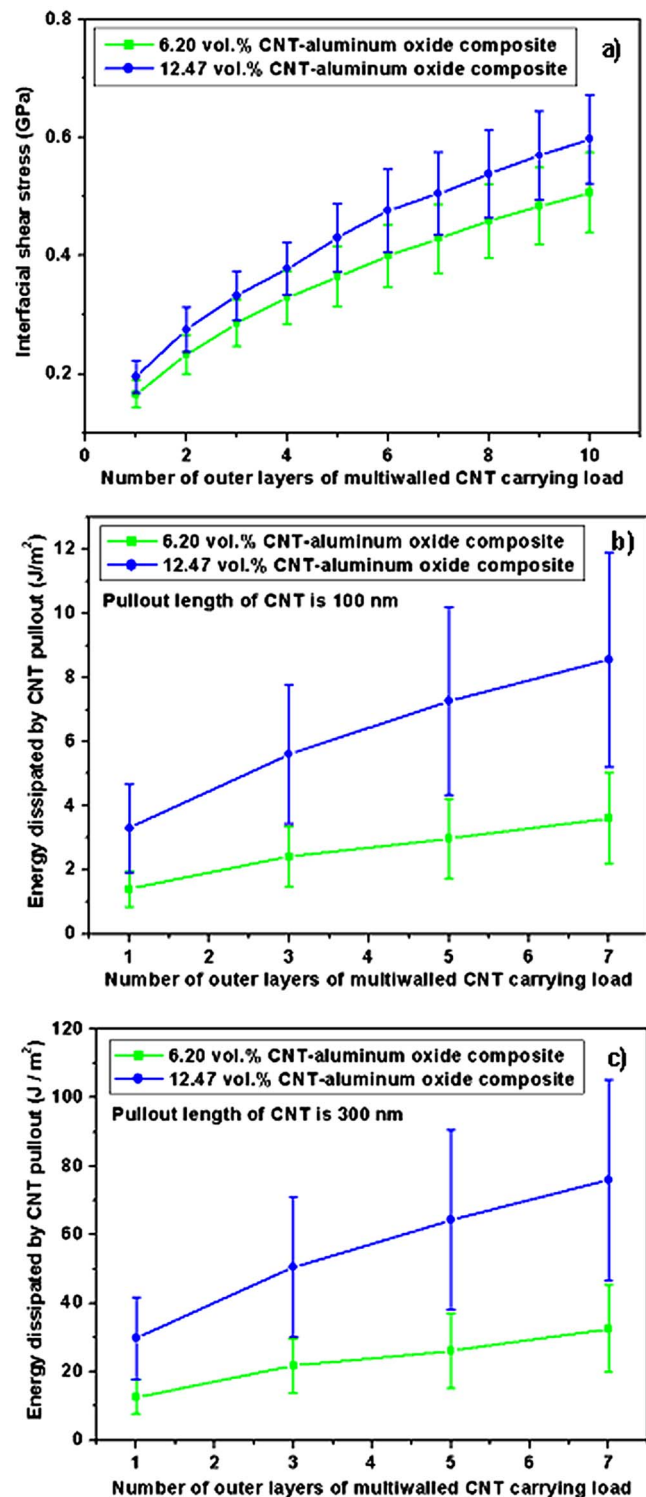 0.8
0.6
0.4
0.2
Interfacial shear stress (GPa)
6.20 vol.% CNT-aluminum oxide composite
12.47 vol.% CNT-aluminum oxide composite
a)
0 2 4 6 8 10
Number of outer layers of multiwalled CNT carrying load
12
10
8
6
4
2
0
Energy dissipated by CNT pullout (J/m²)
6.20 vol.% CNT-aluminum oxide composite
12.47 vol.% CNT-aluminum oxide composite
b)
Pullout length of CNT is 100 nm
1 2 3 4 5 6 7
Number of outer layers of multiwalled CNT carrying load
120
100
80
60
40
20
0
Energy dissipated by CNT pullout (J / m²)
6.20 vol.% CNT-aluminum oxide composite
12.47 vol.% CNT-aluminum oxide composite
c)
Pullout length of CNT is 300 nm
1 2 3 4 5 6 7
Number of outer layers of multiwalled CNT carrying load